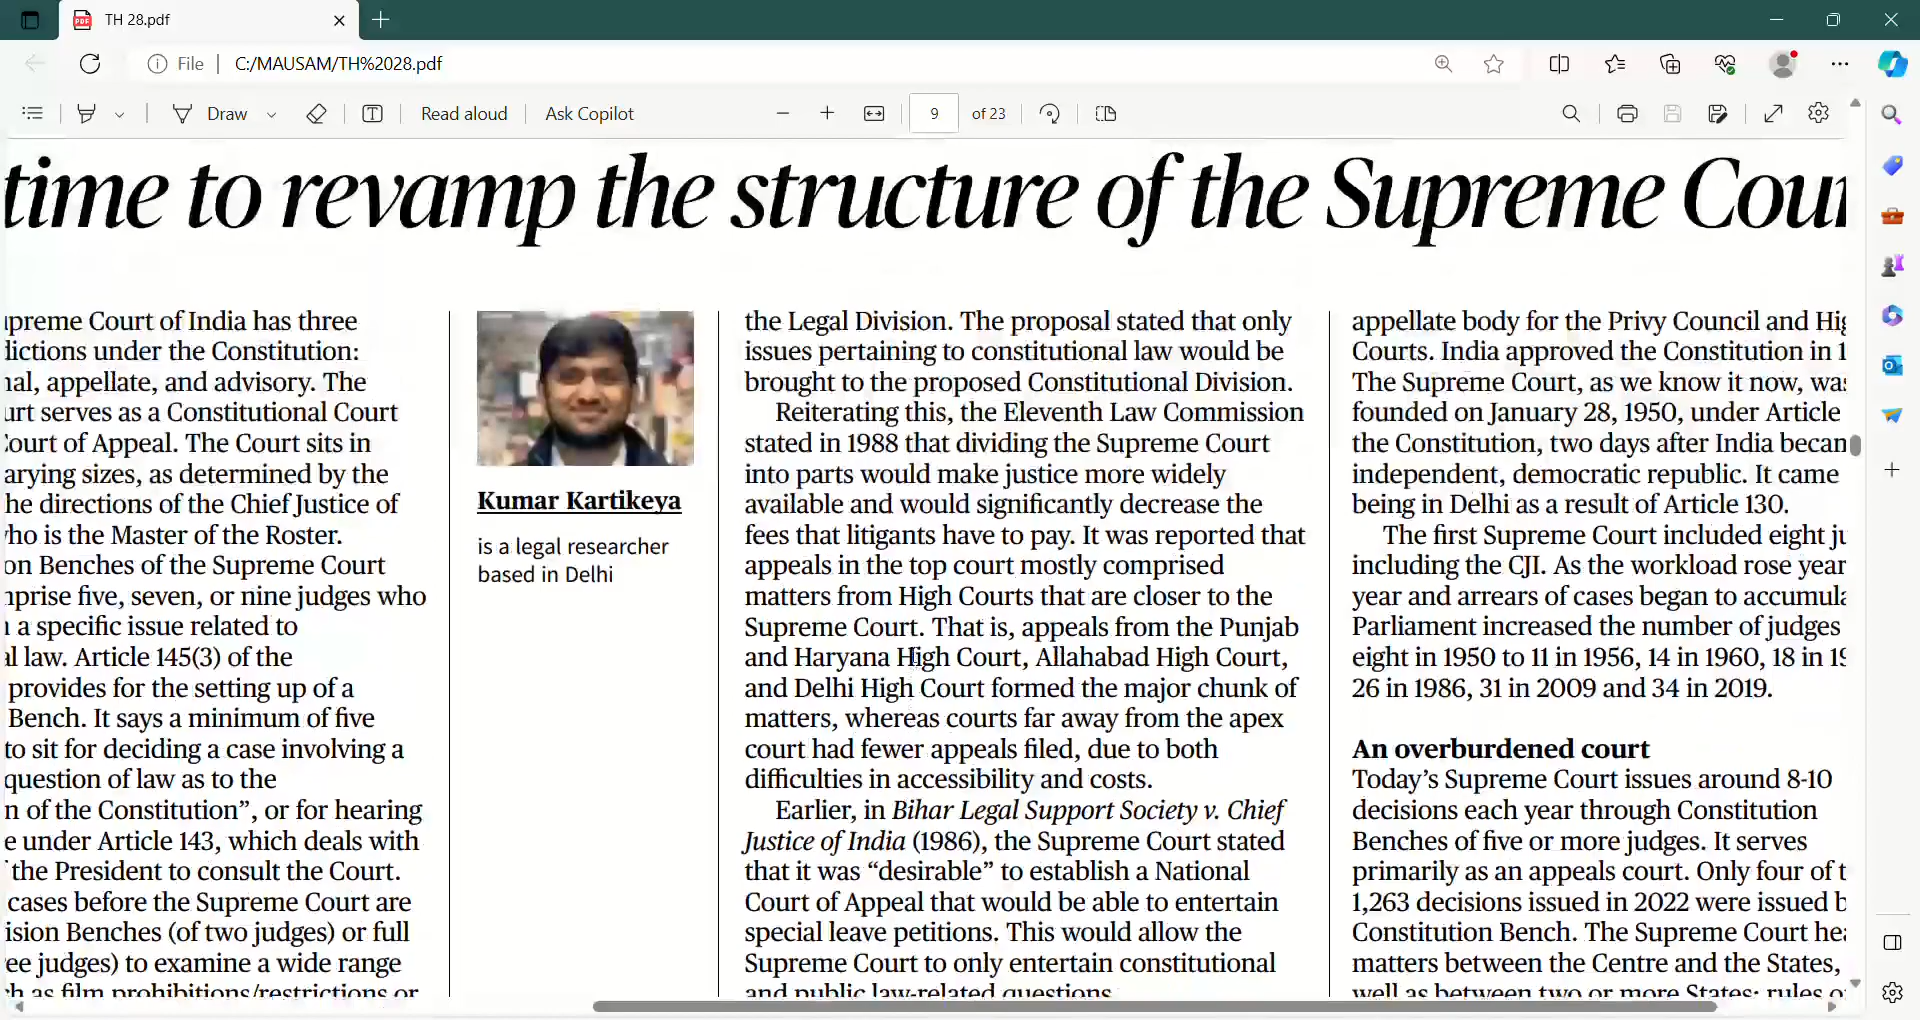 TH 28.pdf
File
C:/MAUSAM/TH%2028.pdf
Draw
Read aloud
Ask Copilot
9
of 23
time to revamp the structure of the Supreme
preme Court of India has three
dictions under the Constitution:
nal, appellate, and advisory. The
urt serves as a Constitutional Court
Court of Appeal. The Court sits in
arying sizes, as determined by the
he directions of the Chief Justice of
ho is the Master of the Roster.
on Benches of the Supreme Court
prise five, seven, or nine judges who
a specific issue related to
al law. Article 145(3) of the
provides for the setting up of a
Bench. It says a minimum of five
to sit for deciding a case involving a
question of law as to the
n of the Constitution”, or for hearing
e under Article 143, which deals with
the President to consult the Court.
cases before the Supreme Court are
ision Benches (of two judges) or full
ee judges) to examine a wide range
h as film prohibitions/restrictions or
Kumar Kartikeya
is a legal researcher
based in Delhi
the Legal Division. The proposal stated that only
issues pertaining to constitutional law would be
brought to the proposed Constitutional Division.
Reiterating this, the Eleventh Law Commission
stated in 1988 that dividing the Supreme Court
into parts would make justice more widely
available and would significantly decrease the
fees that litigants have to pay. It was reported that
appeals in the top court mostly comprised
matters from High Courts that are closer to the
Supreme Court. That is, appeals from the Punjab
and Haryana High Court, Allahabad High Court,
and Delhi High Court formed the major chunk of
matters, whereas courts far away from the apex
court had fewer appeals filed, due to both
difficulties in accessibility and costs.
Earlier, in Bihar Legal Support Society v. Chief
Justice of India (1986), the Supreme Court stated
that it was “desirable” to establish a National
Court of Appeal that would be able to entertain
special leave petitions. This would allow the
Supreme Court to only entertain constitutional
and public law-related questions.
appellate body for the Privy Council and
Courts. India approved the Constitution in
The Supreme Court, as we know it now,
founded on January 28, 1950, under Article
the Constitution, two days after India
independent, democratic republic. It came
being in Delhi as a result of Article 130.
The first Supreme Court included eight
including the CJI. As the workload rose year
year and arrears of cases began to
Parliament increased the number of judges
eight in 1950 to 11 in 1956, 14 in 1960, 18 in
26 in 1986, 31 in 2009 and 34 in 2019.
An overburdened court
Today’s Supreme Court issues around 8-10
decisions each year through Constitution
Benches of five or more judges. It serves
primarily as an appeals court. Only four of
1,263 decisions issued in 2022 were issued
Constitution Bench. The Supreme Court
matters between the Centre and the States,
well as between two or more States; rules